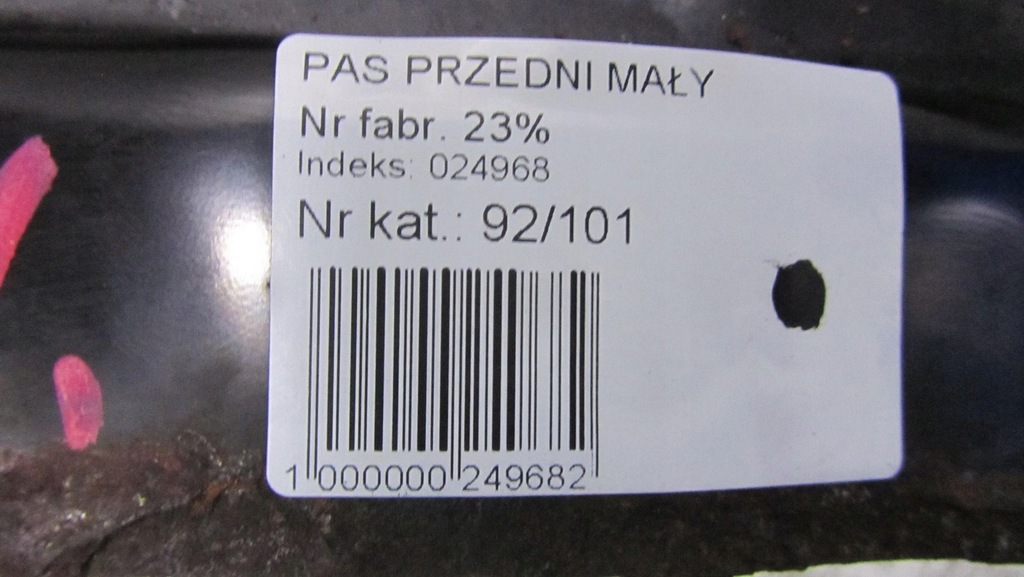 PAS PRZEDNI MAŁY
Nr fabr. 23%
Indeks: 024968
Nr kat.: 92/101
1 000000 249682